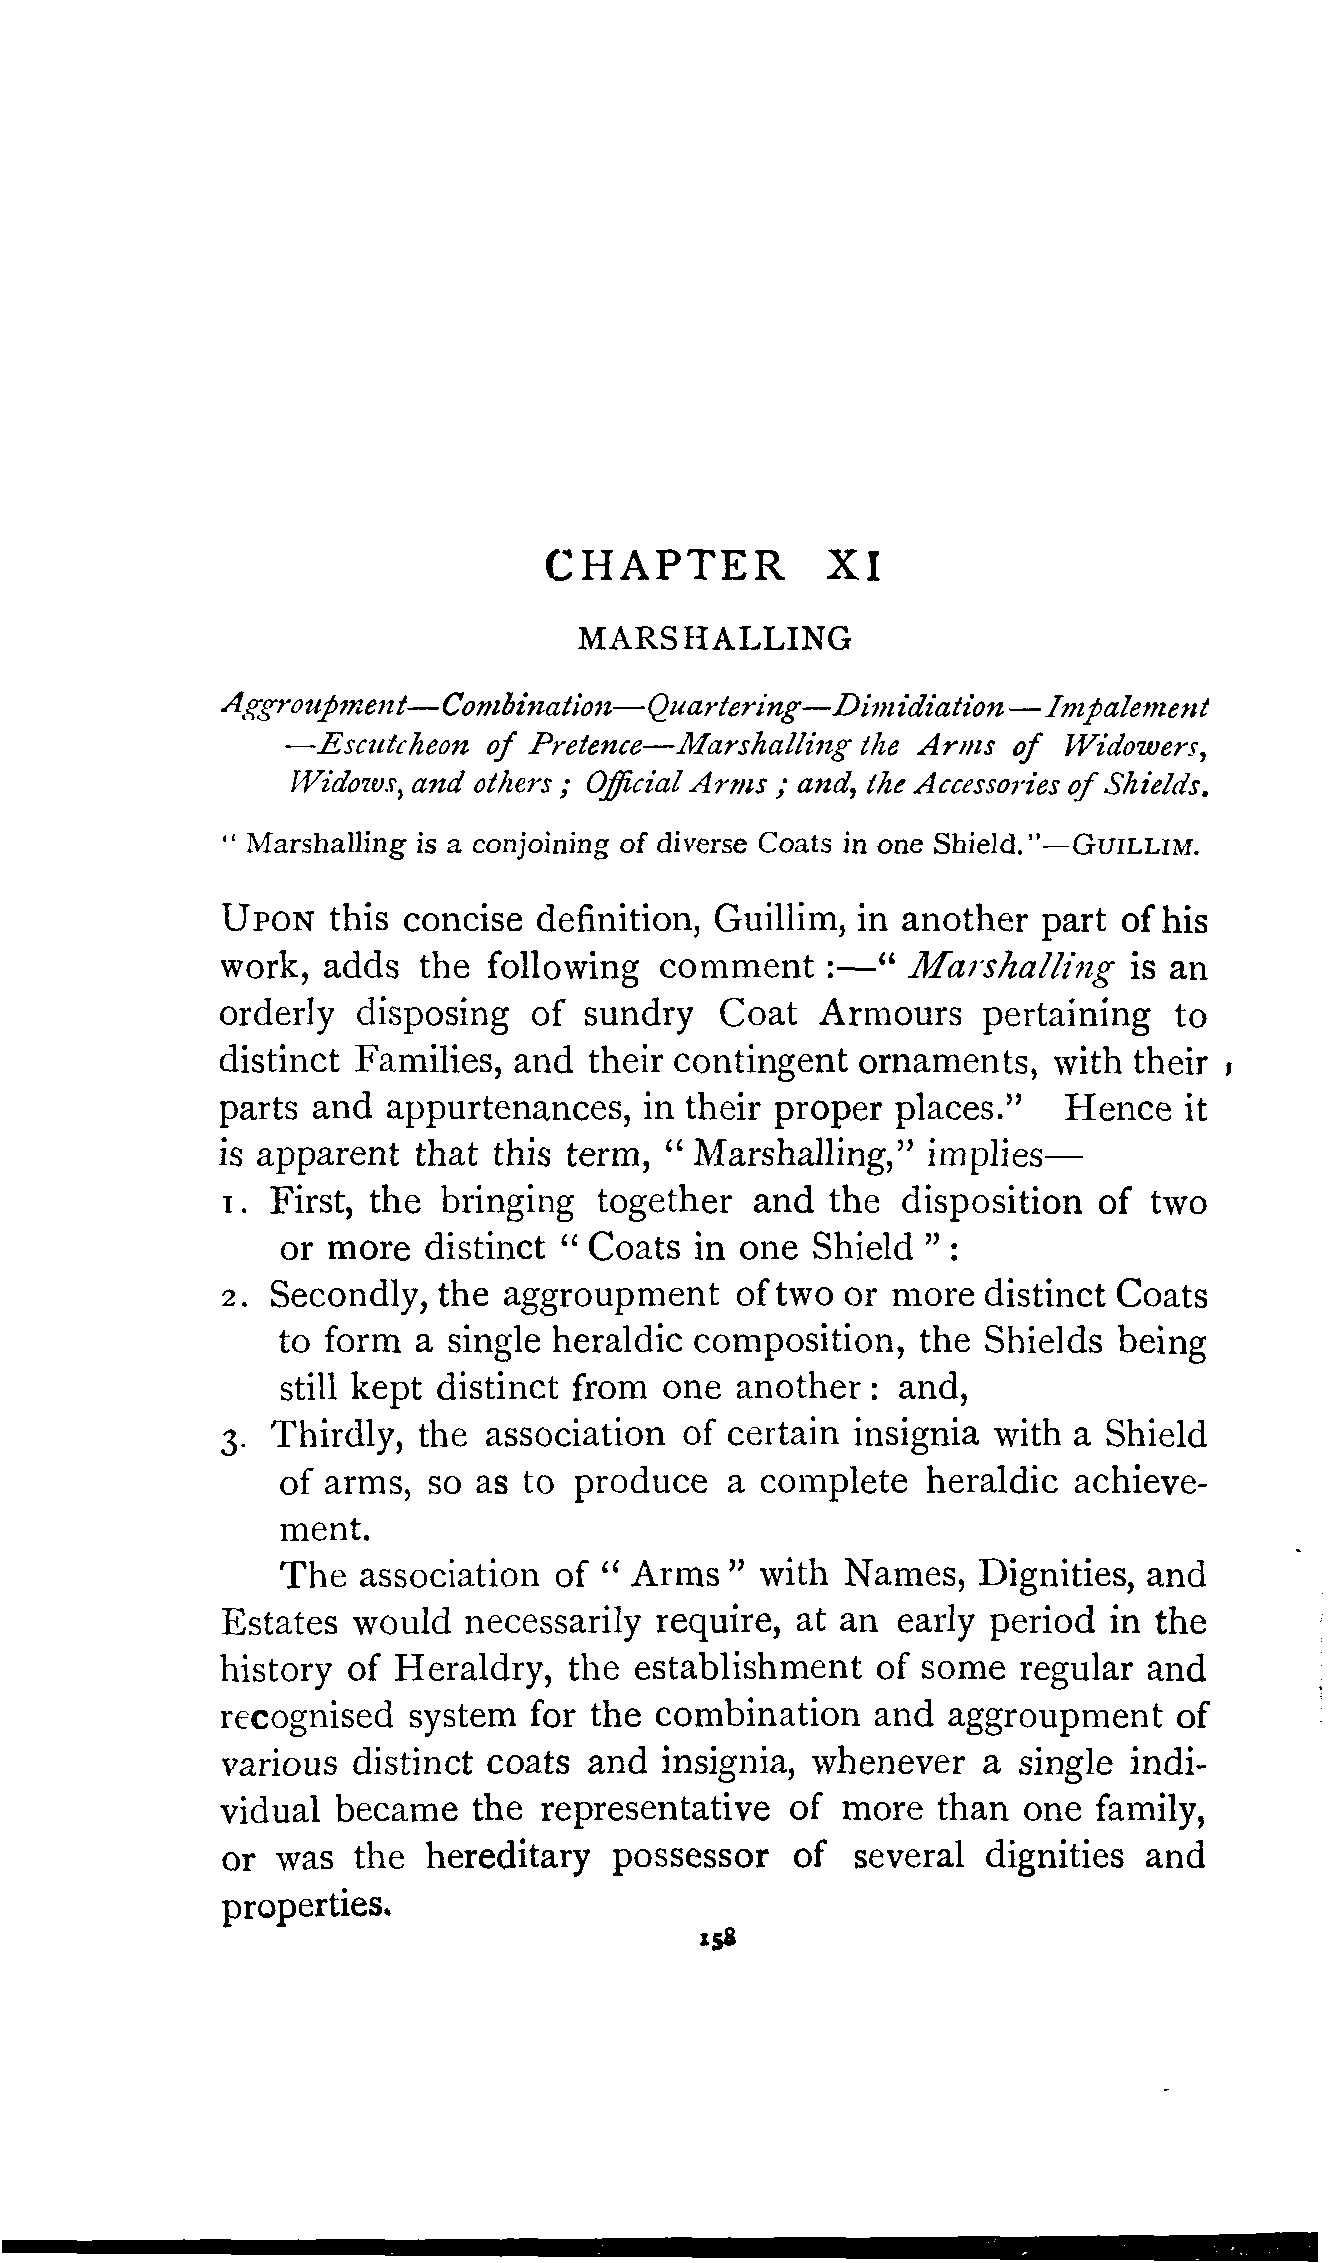 CHAPTER XI
MARSHALLING
Aggroupment—Combination—Quartering—Dimidiation—Impalement
—Escutcheon of Pretence—Marshalling the Arms of Widowers,
Widows, and others ; Official Arms ; and, the Accessories of Shields.
" Marshalling is a conjoining of diverse Coats in one Shield."—GUILLIM.
UPON this concise definition, Guillim, in another part of his
work, adds the following comment :—" Marshalling is an
orderly disposing of sundry Coat Armours pertaining to
distinct Families, and their contingent ornaments, with their
parts and appurtenances, in their proper places." Hence it
is apparent that this term, " Marshalling," implies—
1. First, the bringing together and the disposition of two
or more distinct " Coats in one Shield " :
2. Secondly, the aggroupment of two or more distinct Coats
to form a single heraldic composition, the Shields being
still kept distinct from one another : and,
3. Thirdly, the association of certain insignia with a Shield
of arms, so as to produce a complete heraldic achieve-
ment.
The association of " Arms " with Names, Dignities, and
Estates would necessarily require, at an early period in the
history of Heraldry, the establishment of some regular and
recognised system for the combination and aggroupment of
various distinct coats and insignia, whenever a single indi-
vidual became the representative of more than one family,
or was the hereditary possessor of several dignities and
properties.
158